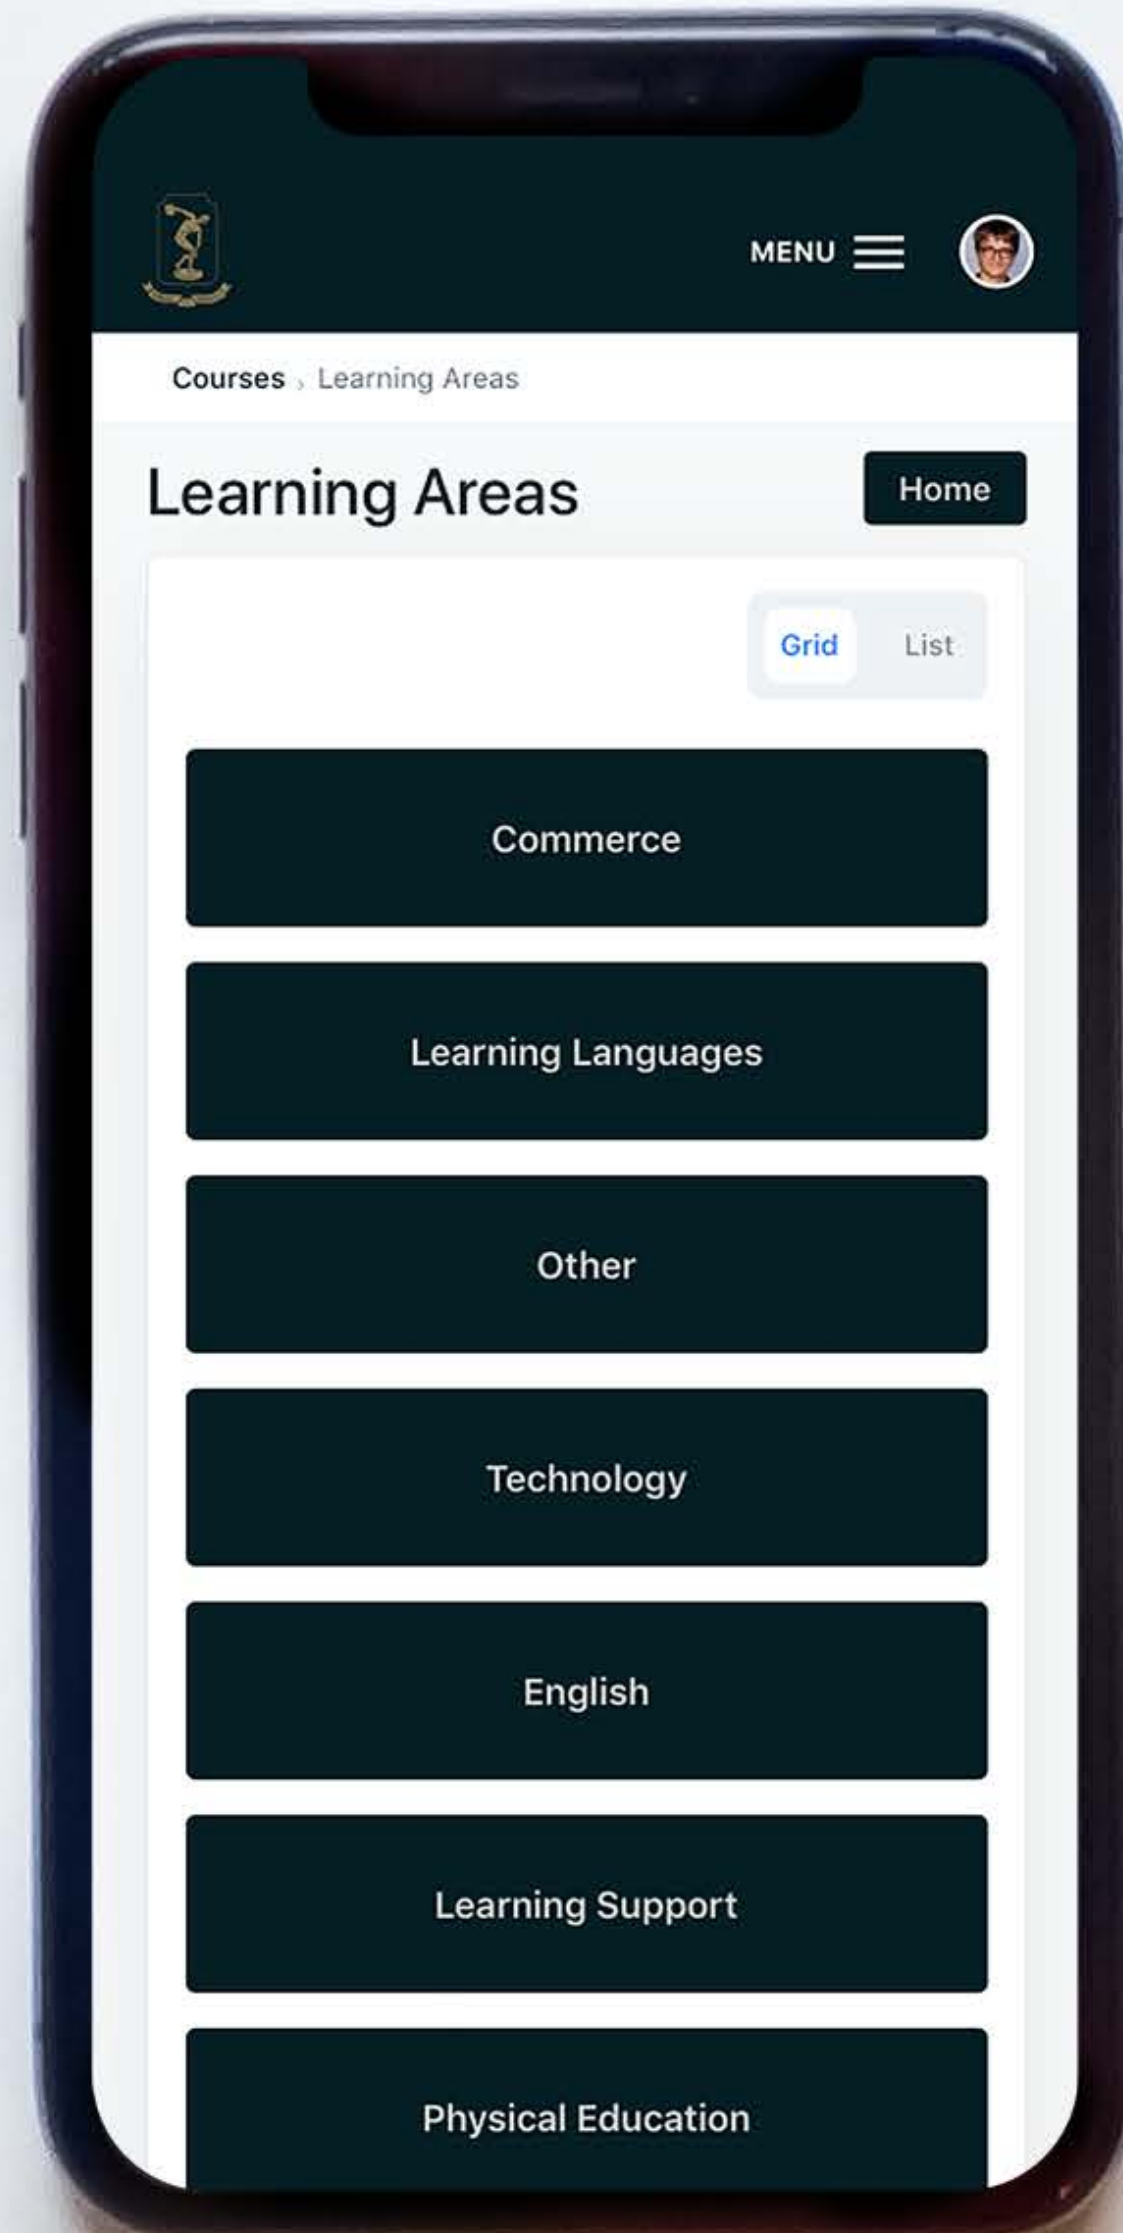 MENU
Courses › Learning Areas
Learning Areas
Home
Grid List
Commerce
Learning Languages
Other
Technology
English
Learning Support
Physical Education